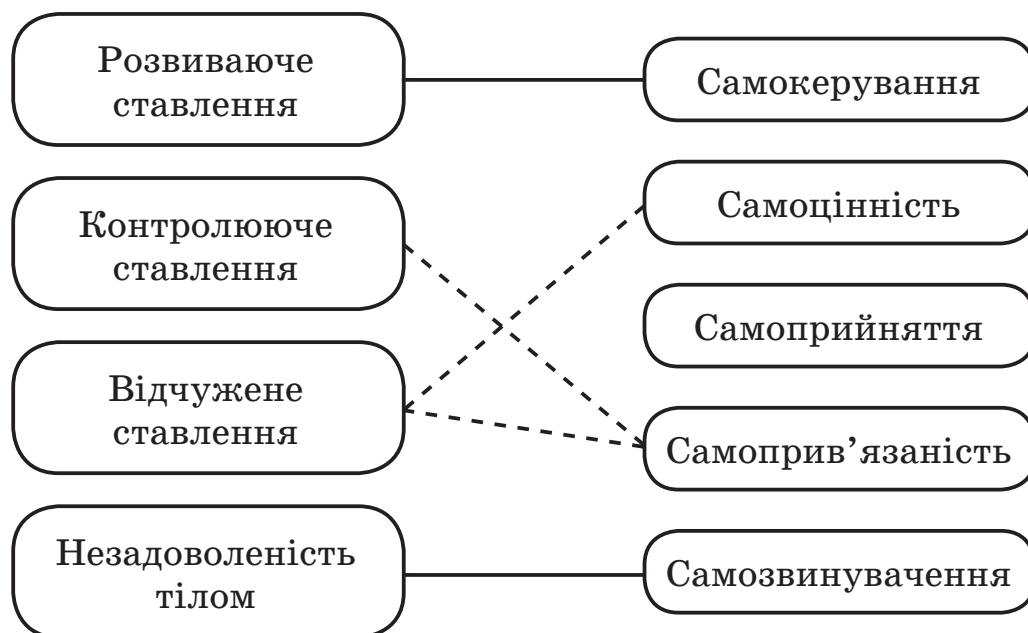 Розвиваюче
ставлення
Самокерування
Контролююче
ставлення
Самоцінність
Самоприйняття
Відчужене
ставлення
Самоприв’язаність
Незадоволеність
тілом
Самозвинувачення